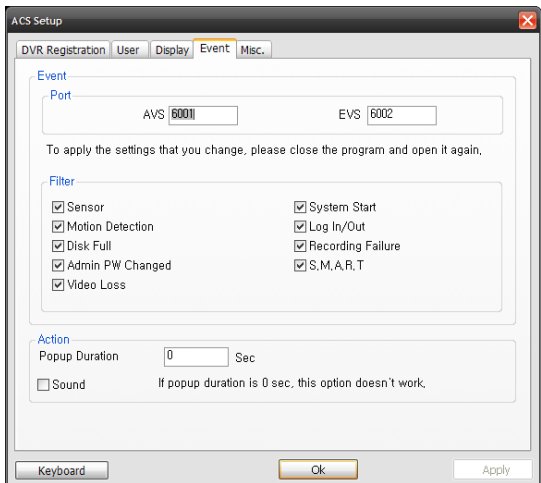 ACS Setup
DVR Registration User Display Event Misc.
Event
Port
AVS 6001 EVS 6002
To apply the settings that you change, please close the program and open it again,
Filter
Sensor System Start
Motion Detection Log In/Out
Disk Full Recording Failure
Admin PW Changed S,M,A,R,T
Video Loss
Action
Popup Duration 0 Sec
Sound If popup duration is 0 sec, this option doesn't work,
Keyboard Ok Apply